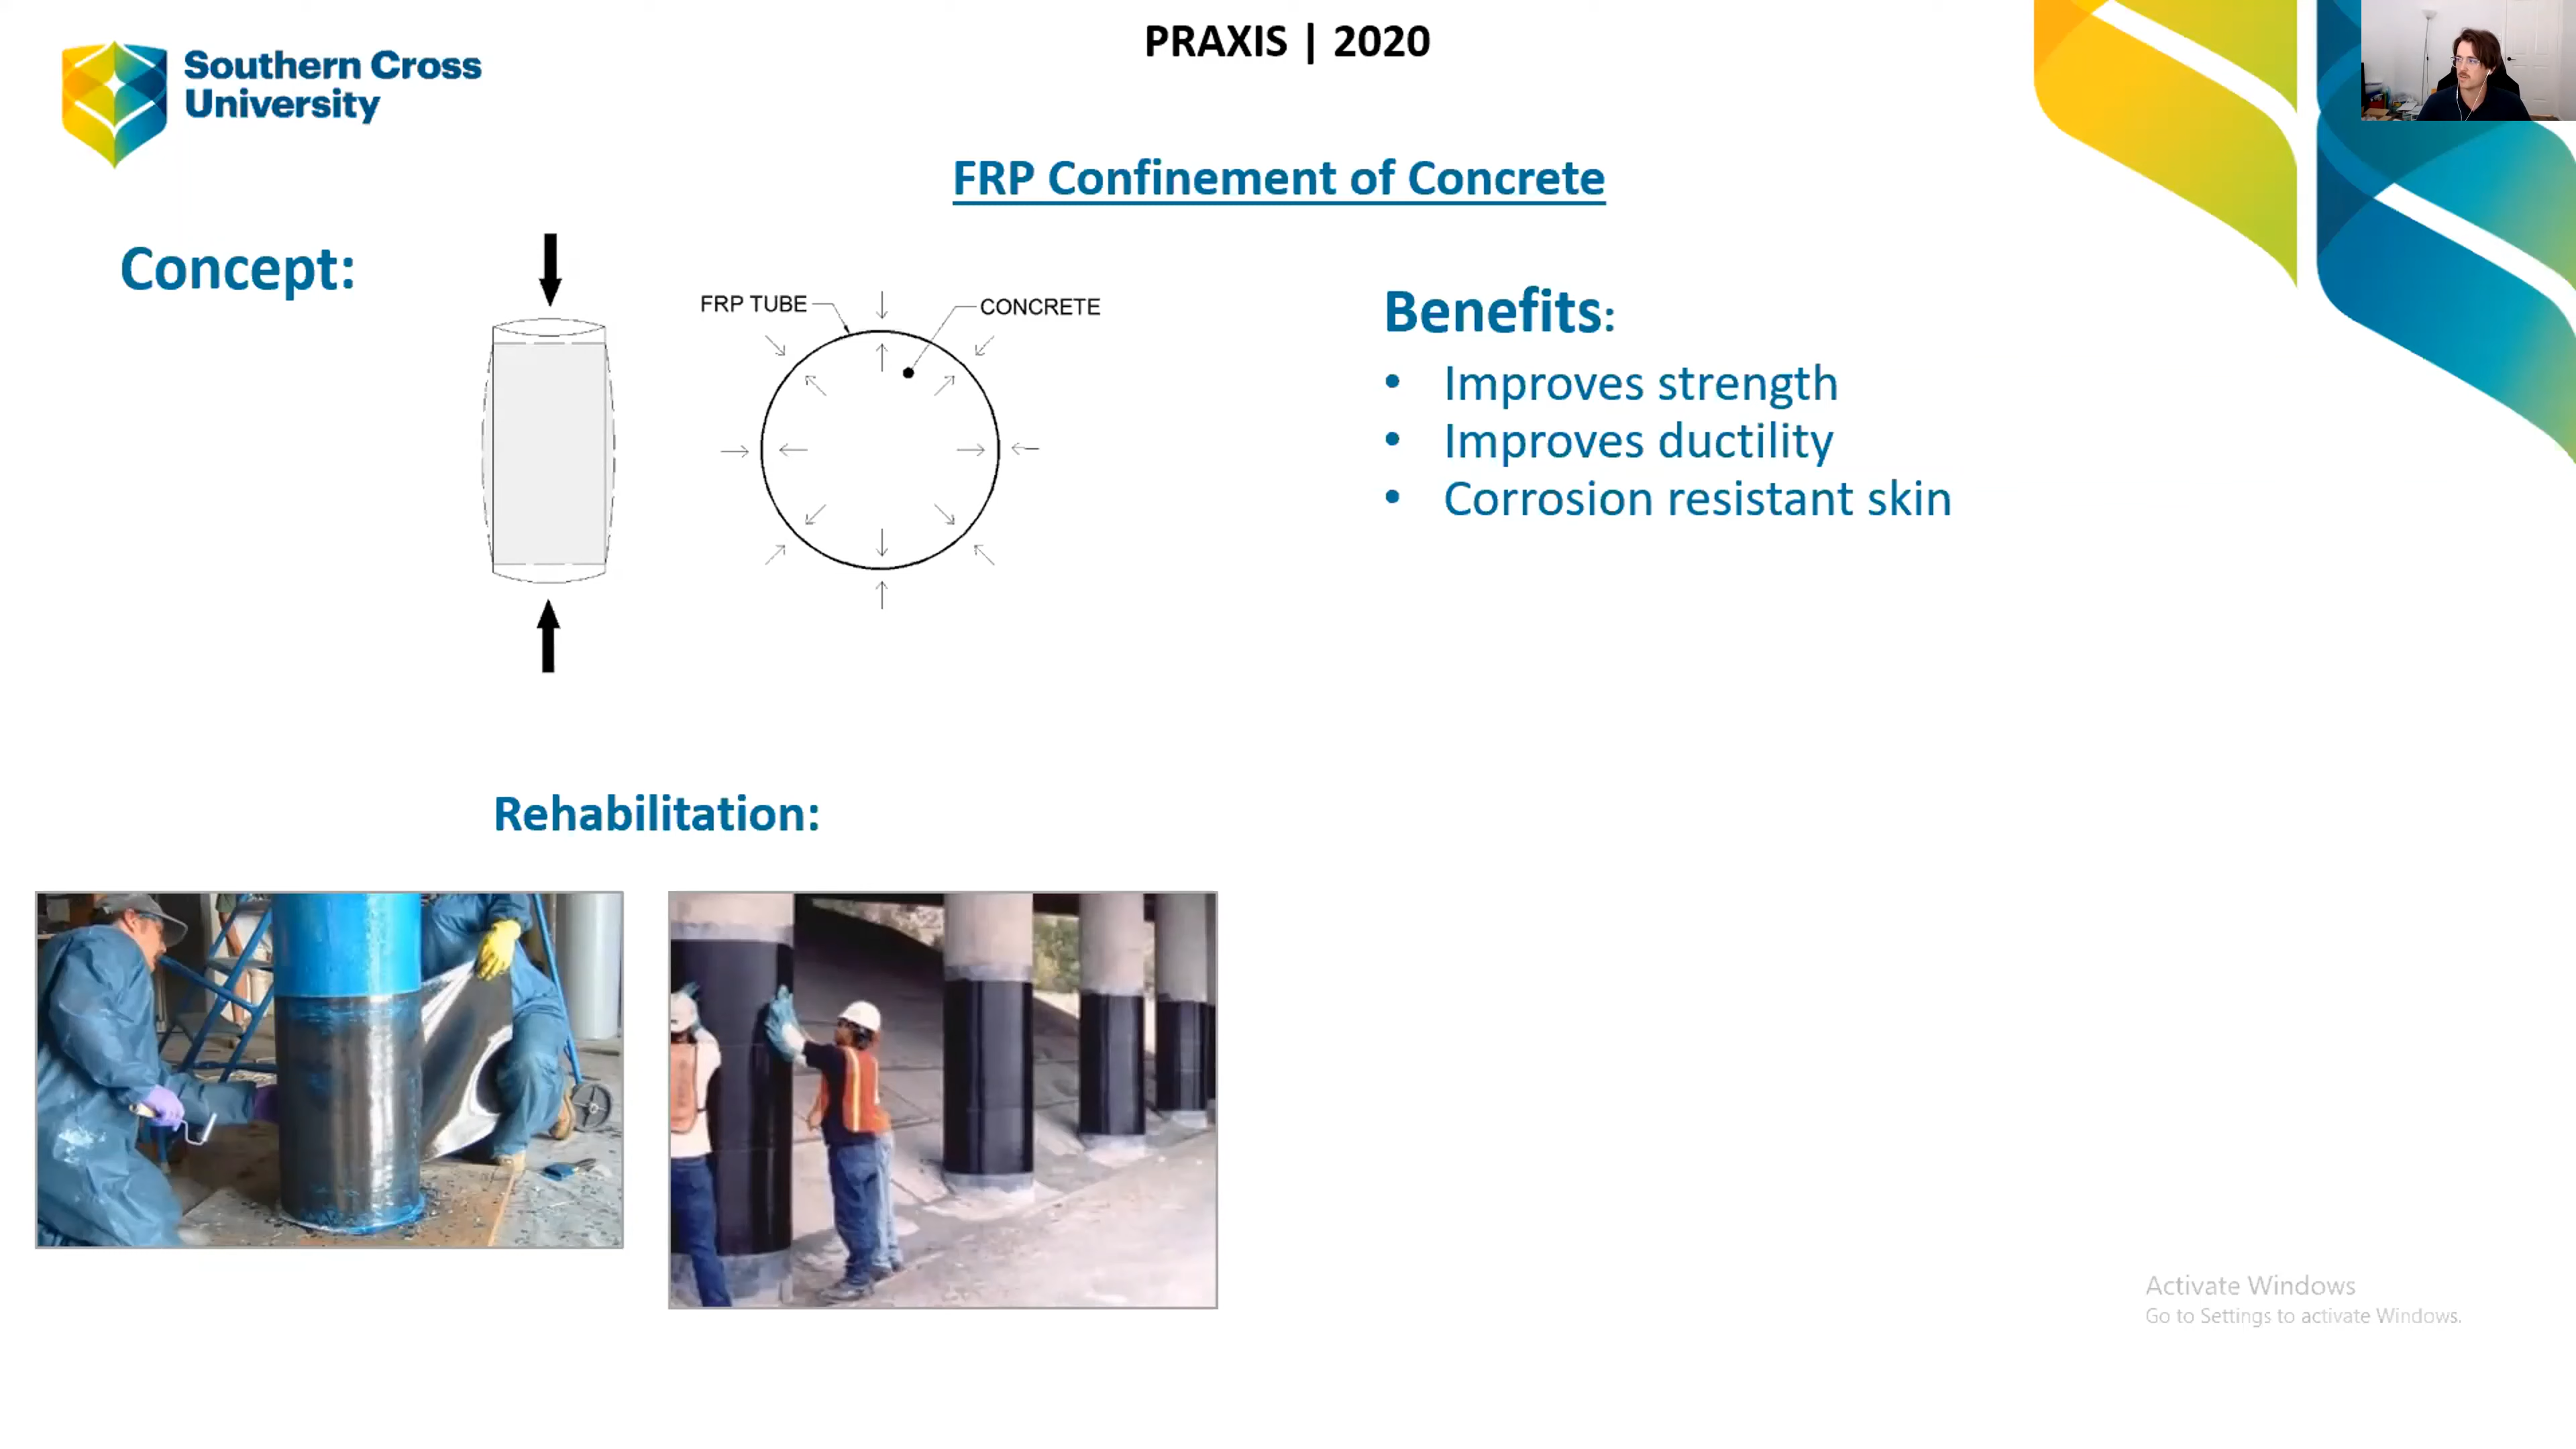 PRAXIS | 2020
Southern Cross
University
FRP Confinement of Concrete
Concept:
FRP TUBE
CONCRETE
Benefits:
• Improves strength
• Improves ductility
• Corrosion resistant skin
Rehabilitation:
Activate Windows
Go to Settings to activate Windows.